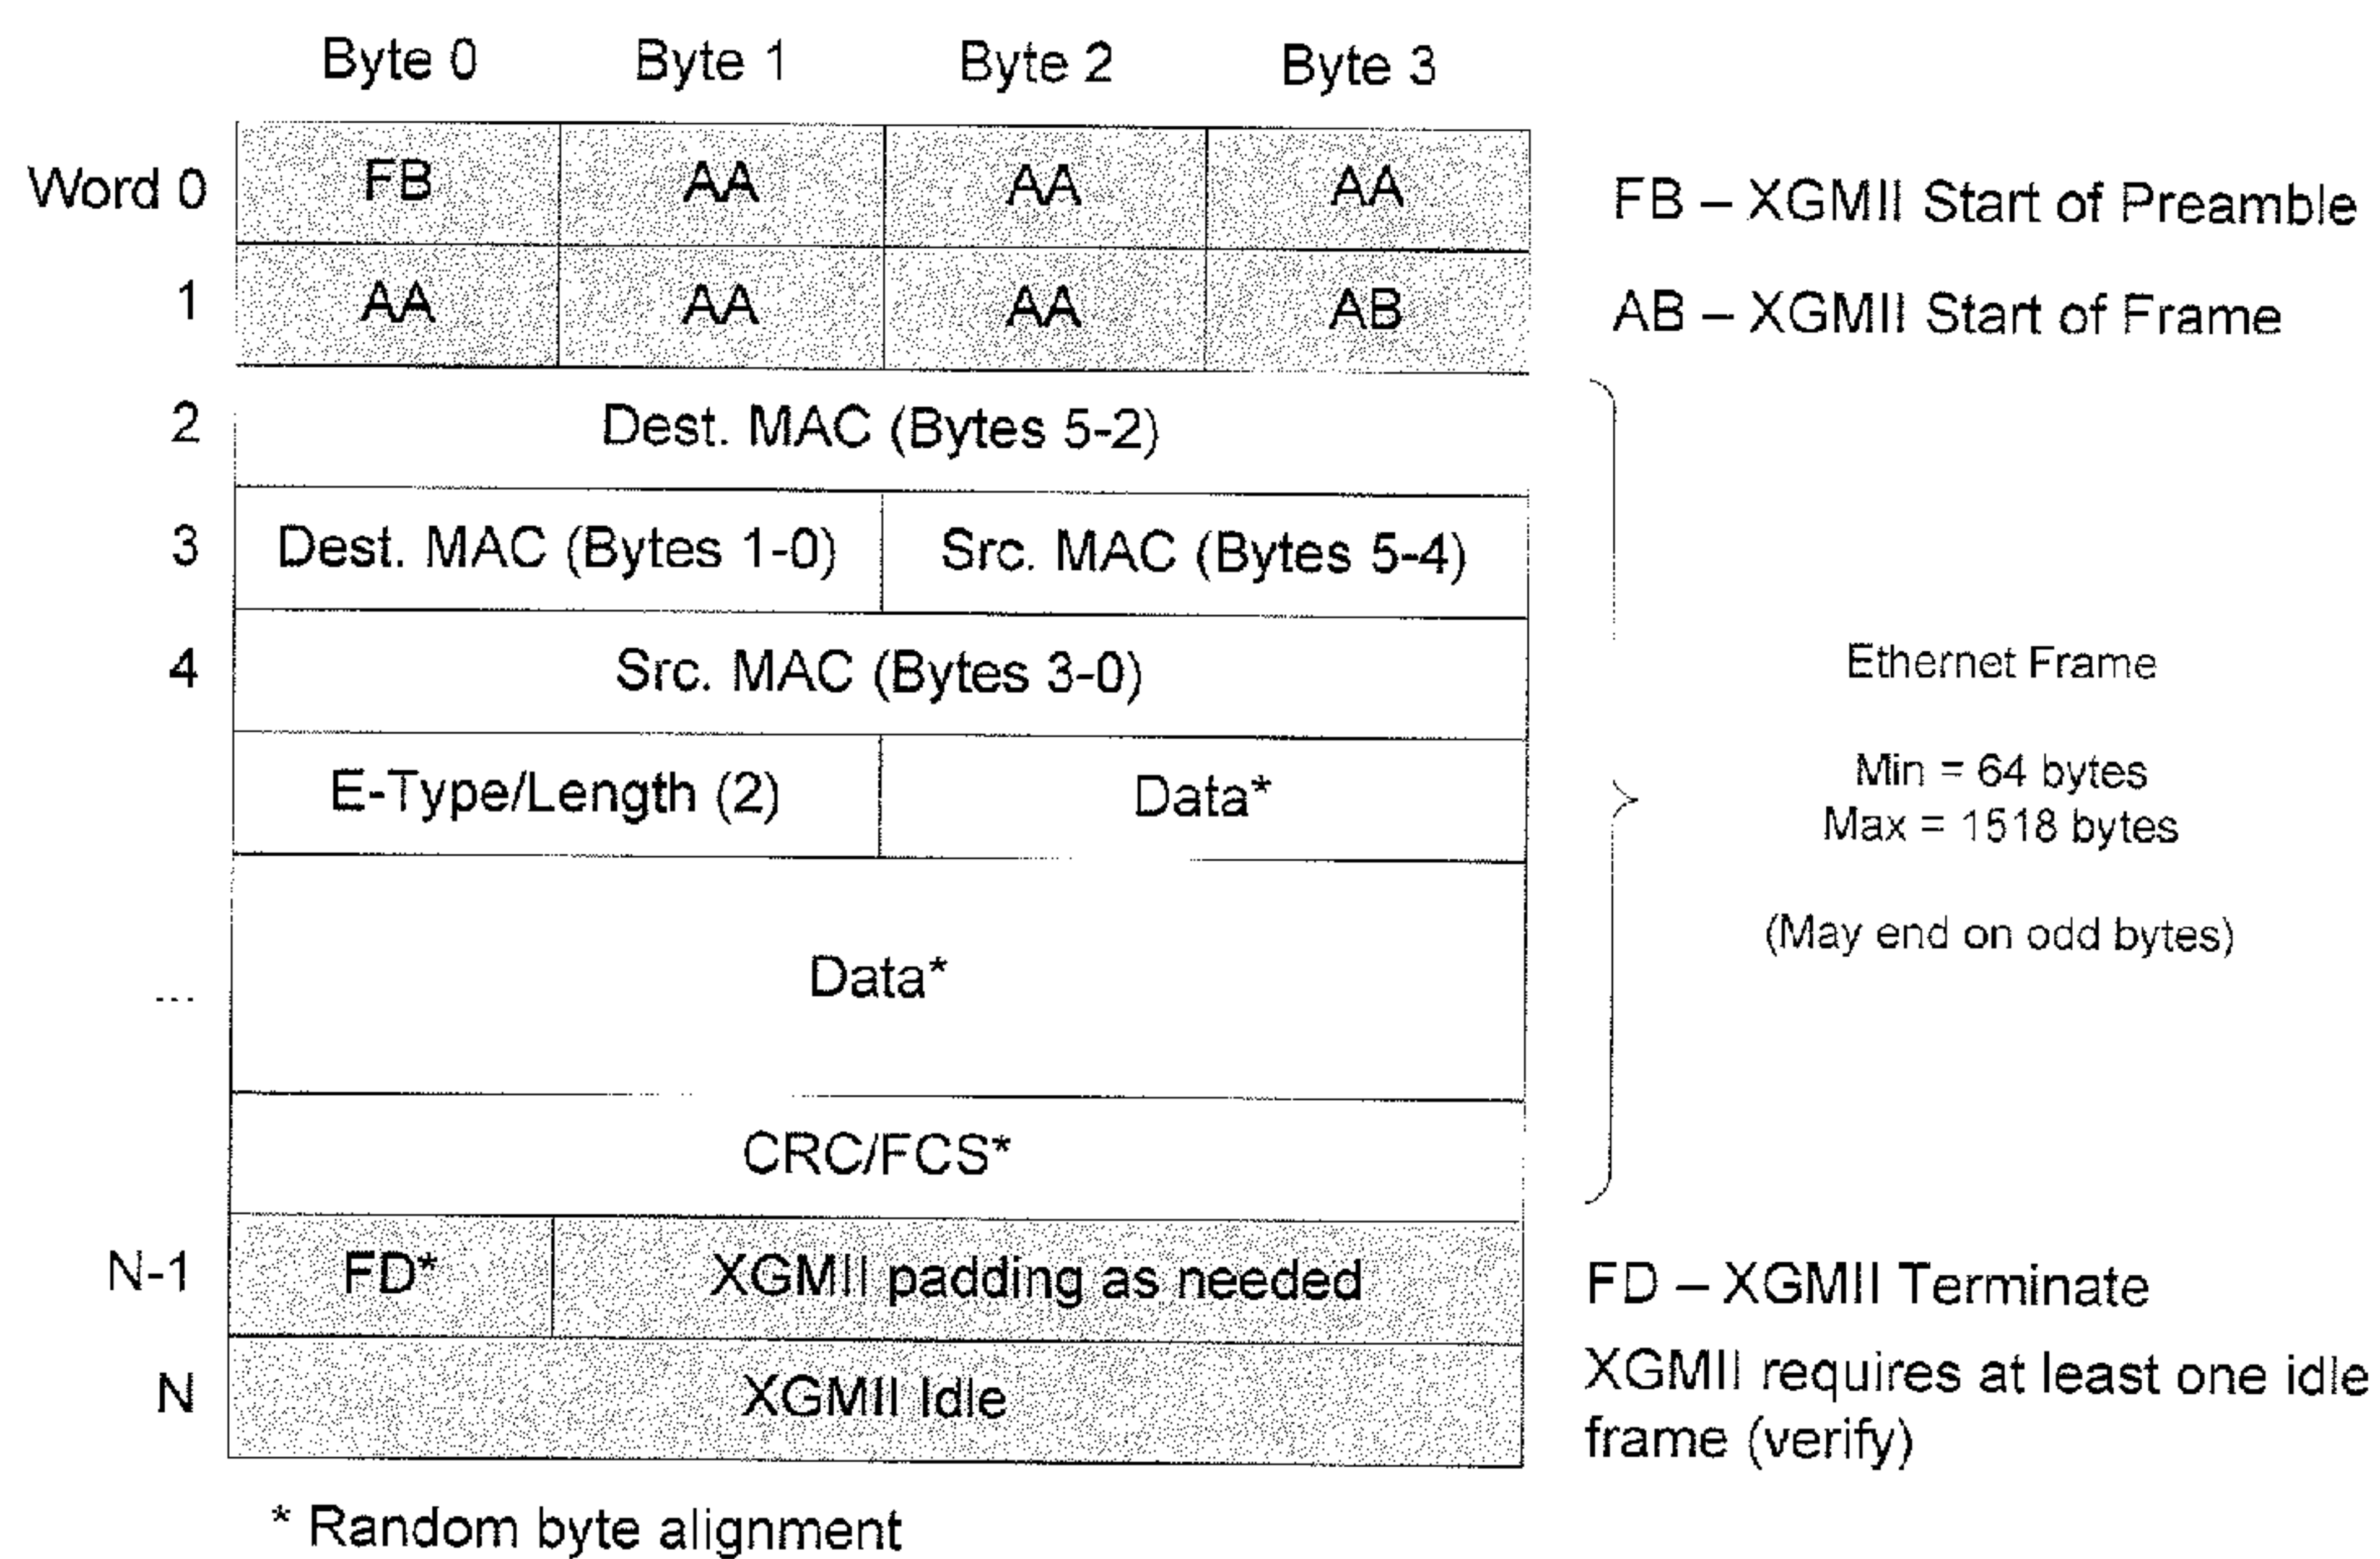 Byte 0 Byte 1 Byte 2 Byte 3
Word 0 FB AA AA AA FB – XGMII Start of Preamble
1 AA AA AA AB AB – XGMII Start of Frame
2 Dest. MAC (Bytes 5-2)
3 Dest. MAC (Bytes 1-0) Src. MAC (Bytes 5-4)
4 Src. MAC (Bytes 3-0)
Ethernet Frame
E-Type/Length (2) Data*
Min = 64 bytes
Max = 1518 bytes
(May end on odd bytes)
... Data*
CRC/FCS*
N-1 FD* XGMII padding as needed FD – XGMII Terminate
N XGMII Idle XGMII requires at least one idle
frame (verify)
* Random byte alignment